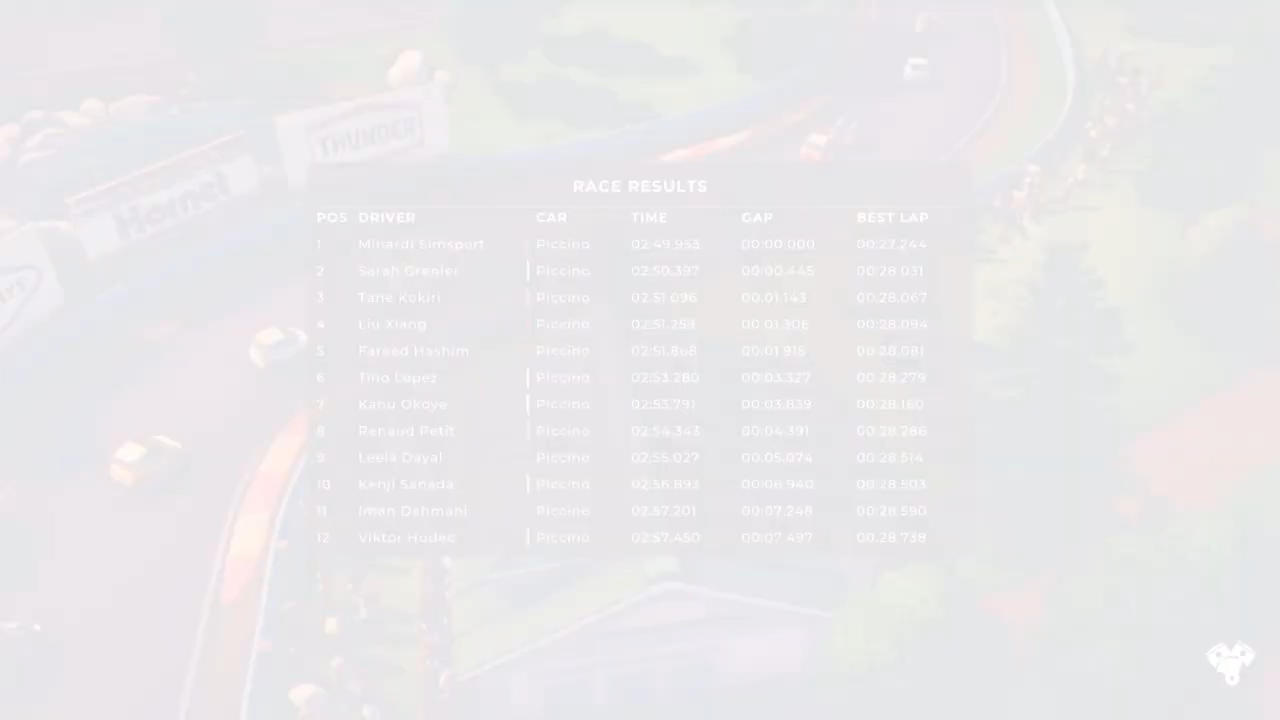 THUNDER
Hornet
RACE RESULTS
POS DRIVER CAR TIME GAP BEST LAP
1 Minardi Simsport Piccino 02:49.953 00:00.000 00:27.244
2 Sarah Grenier Piccino 02:50.397 00:00.445 00:28.031
3 Tane Kokiri Piccino 02:51.096 00:01.143 00:28.067
4 Liu Xiang Piccino 02:51.259 00:01.306 00:28.094
5 Fareed Hashim Piccino 02:51.868 00:01.915 00:28.081
6 Tino Lopez Piccino 02:53.280 00:03.327 00:28.279
7 Kanu Okoye Piccino 02:53.791 00:03.839 00:28.160
8 Renaud Petit Piccino 02:54.343 00:04.391 00:28.286
9 Leela Dayal Piccino 02:55.027 00:05.074 00:28.514
10 Kenji Sanada Piccino 02:56.893 00:06.940 00:28.503
11 Iman Dahmani Piccino 02:57.201 00:07.248 00:28.590
12 Viktor Hudec Piccino 02:57.450 00:07.497 00:28.738